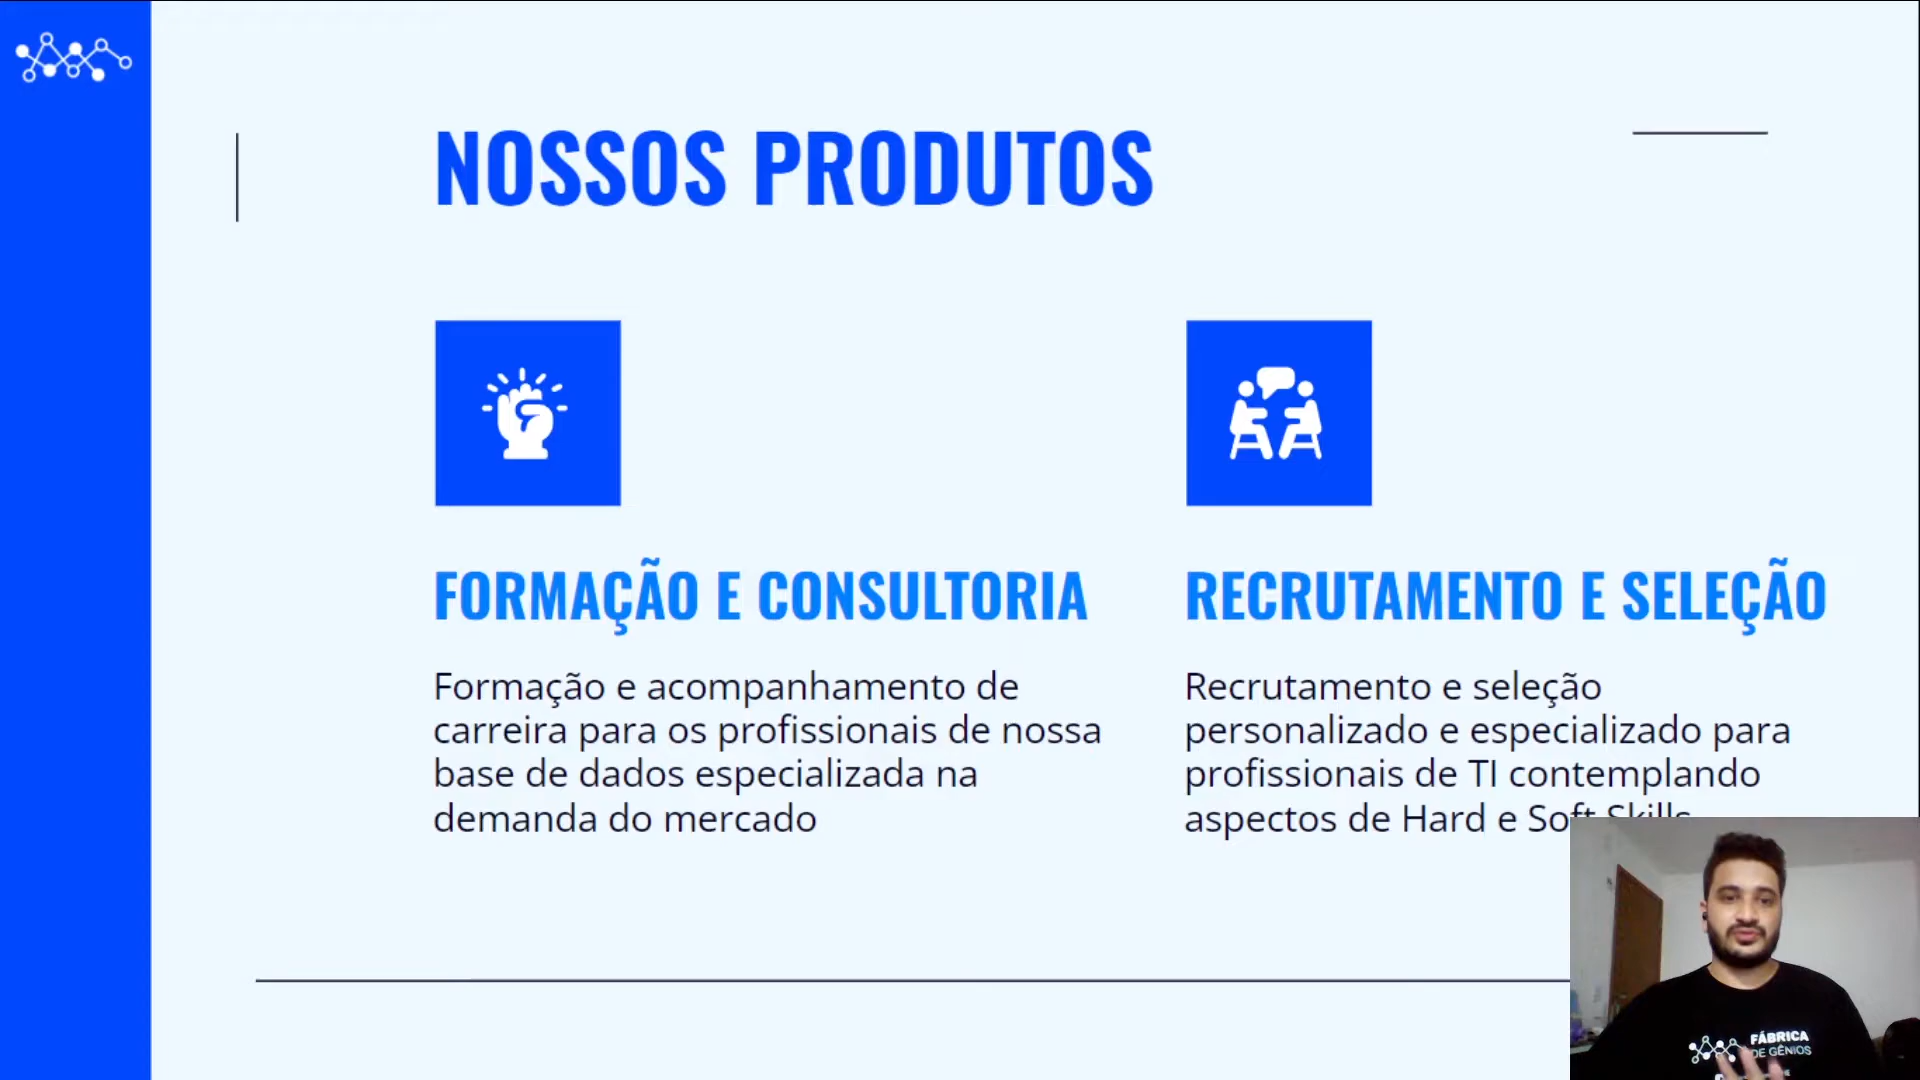 NOSSOS PRODUTOS
FORMAÇÃO E CONSULTORIA
Formação e acompanhamento de
carreira para os profissionais de nossa
base de dados especializada na
demanda do mercado
RECRUTAMENTO E SELEÇÃO
Recrutamento e seleção
personalizado e especializado para
profissionais de TI contemplando
aspectos de Hard e Soft Skills
FÁBRICA
DE GÊNIOS